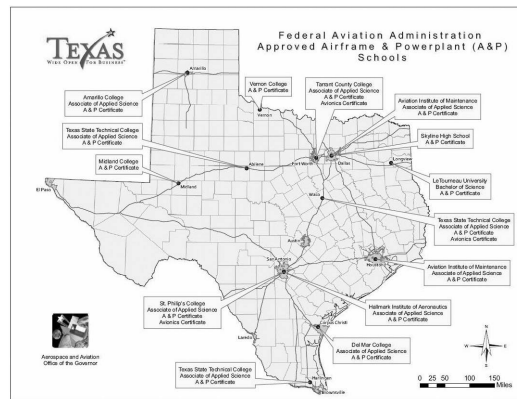 TEXAS
WIDE OPEN FOR BUSINESS
Federal Aviation Administration
Approved Airframe & Powerplant (A&P)
Schools
Amarillo
Amarillo College
Associate of Applied Science
A & P Certificate
Vernon College
A & P Certificate
Vernon
Tarrant County College
Associate of Applied Science
A & P Certificate
Avionics Certificate
Aviation Institute of Maintenance
Associate of Applied Science
A & P Certificate
Skyline High School
A & P Certificate
Texas State Technical College
Associate of Applied Science
A & P Certificate
Midland College
A & P Certificate
Abilene
Fort Worth
Dallas
Longview
LeTourneau University
Bachelor of Science
A & P Certificate
El Paso
Midland
Waco
Texas State Technical College
Associate of Applied Science
A & P Certificate
Avionics Certificate
Austin
Houston
Aviation Institute of Maintenance
Associate of Applied Science
A & P Certificate
San Antonio
St. Philip's College
Associate of Applied Science
A & P Certificate
Avionics Certificate
Hallmark Institute of Aeronautics
Associate of Applied Science
A & P Certificate
Corpus Christi
Del Mar College
Associate of Applied Science
A & P Certificate
Laredo
Aerospace and Aviation
Office of the Governor
Texas State Technical College
Associate of Applied Science
A & P Certificate
Harlingen
Brownsville
N
W
E
S
0 25 50 100 150
Miles